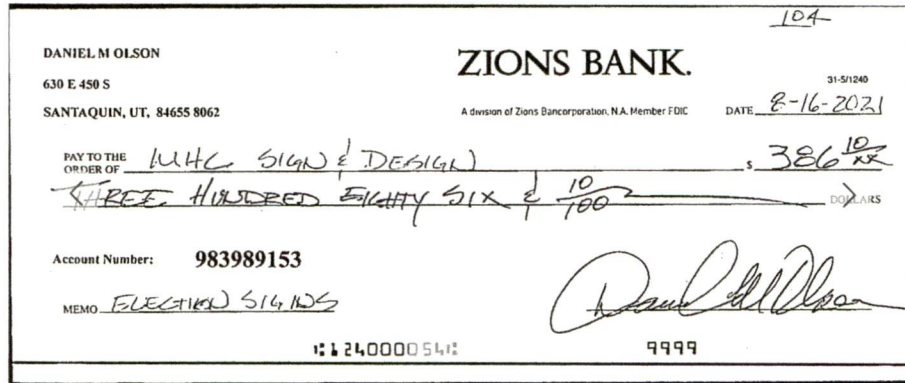 104
DANIEL M OLSON
630 E 450 S
SANTAQUIN, UT, 84655 8062
ZIONS BANK.
A division of Zions Bancorporation, N.A. Member FDIC
31-5/1240
DATE 8-16-2021
PAY TO THE ORDER OF IUHC SIGN & DESIGN $ 386 10/xx
THREE HUNDRED EIGHTY SIX & 10/100 DOLLARS
Account Number: 983989153
MEMO ELECTION SIGNS
⑆124000054⑆ 9999